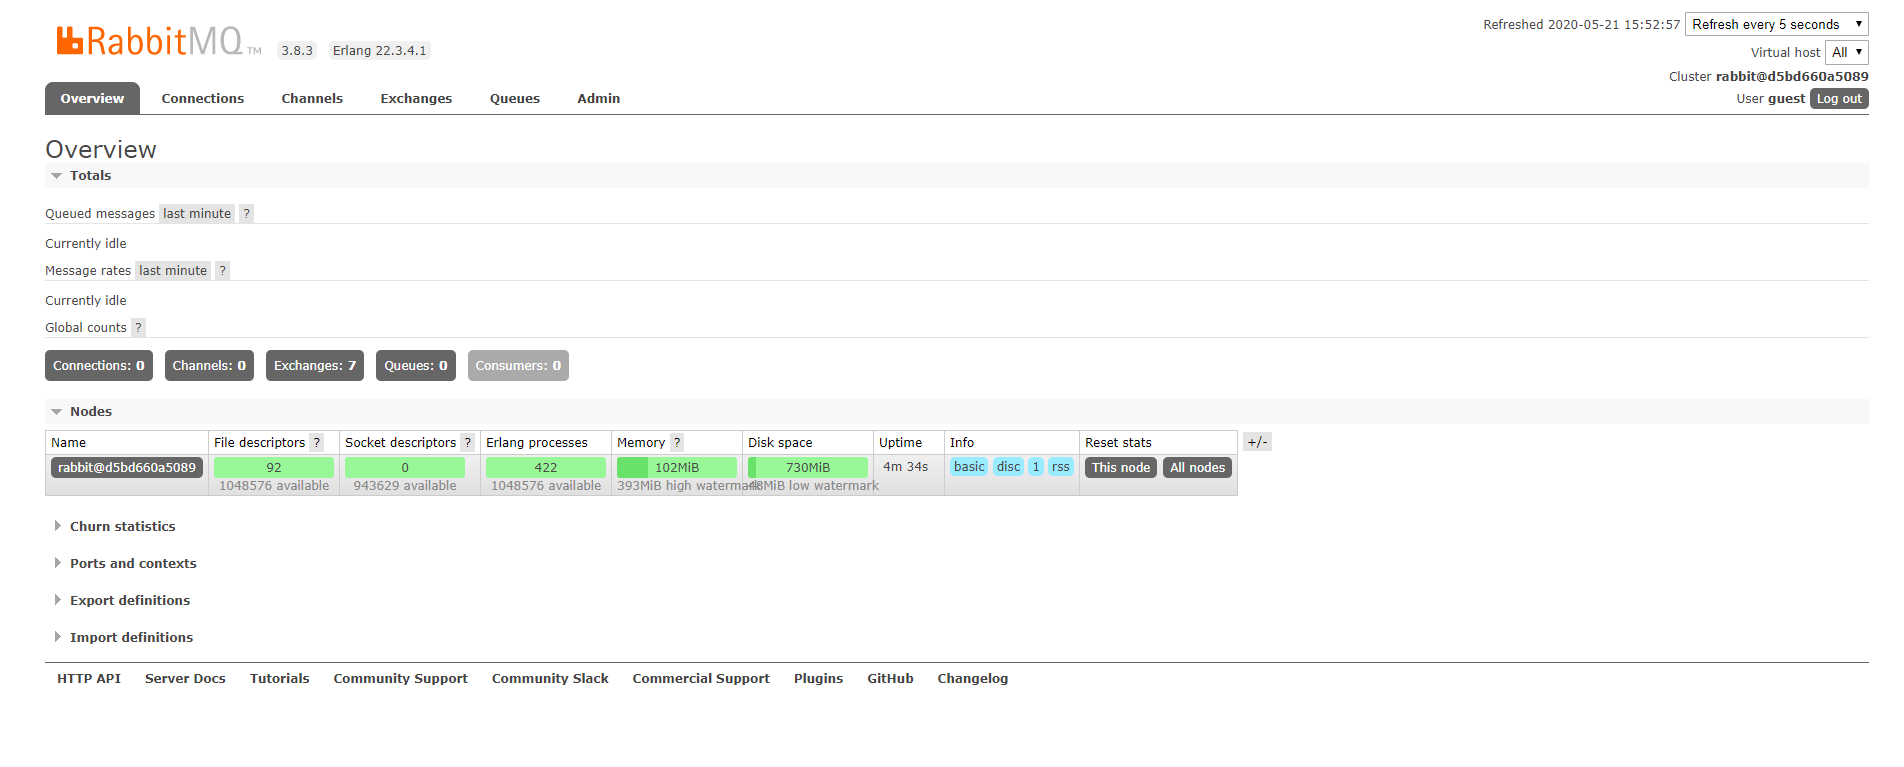 RabbitMQ TM 3.8.3 Erlang 22.3.4.1
Refreshed 2020-05-21 15:52:57 Refresh every 5 seconds
Virtual host All
Cluster rabbit@d5bd660a5089
User guest Log out
Overview Connections Channels Exchanges Queues Admin
Overview
Totals
Queued messages last minute ?
Currently idle
Message rates last minute ?
Currently idle
Global counts ?
Connections: 0 Channels: 0 Exchanges: 7 Queues: 0 Consumers: 0
Nodes
Name File descriptors ? Socket descriptors ? Erlang processes Memory ? Disk space Uptime Info Reset stats +/-
rabbit@d5bd660a5089 92 0 422 102MiB 730MiB 4m 34s basic disc 1 rss This node All nodes
1048576 available 943629 available 1048576 available 393MiB high watermark 48MiB low watermark
Churn statistics
Ports and contexts
Export definitions
Import definitions
HTTP API Server Docs Tutorials Community Support Community Slack Commercial Support Plugins GitHub Changelog